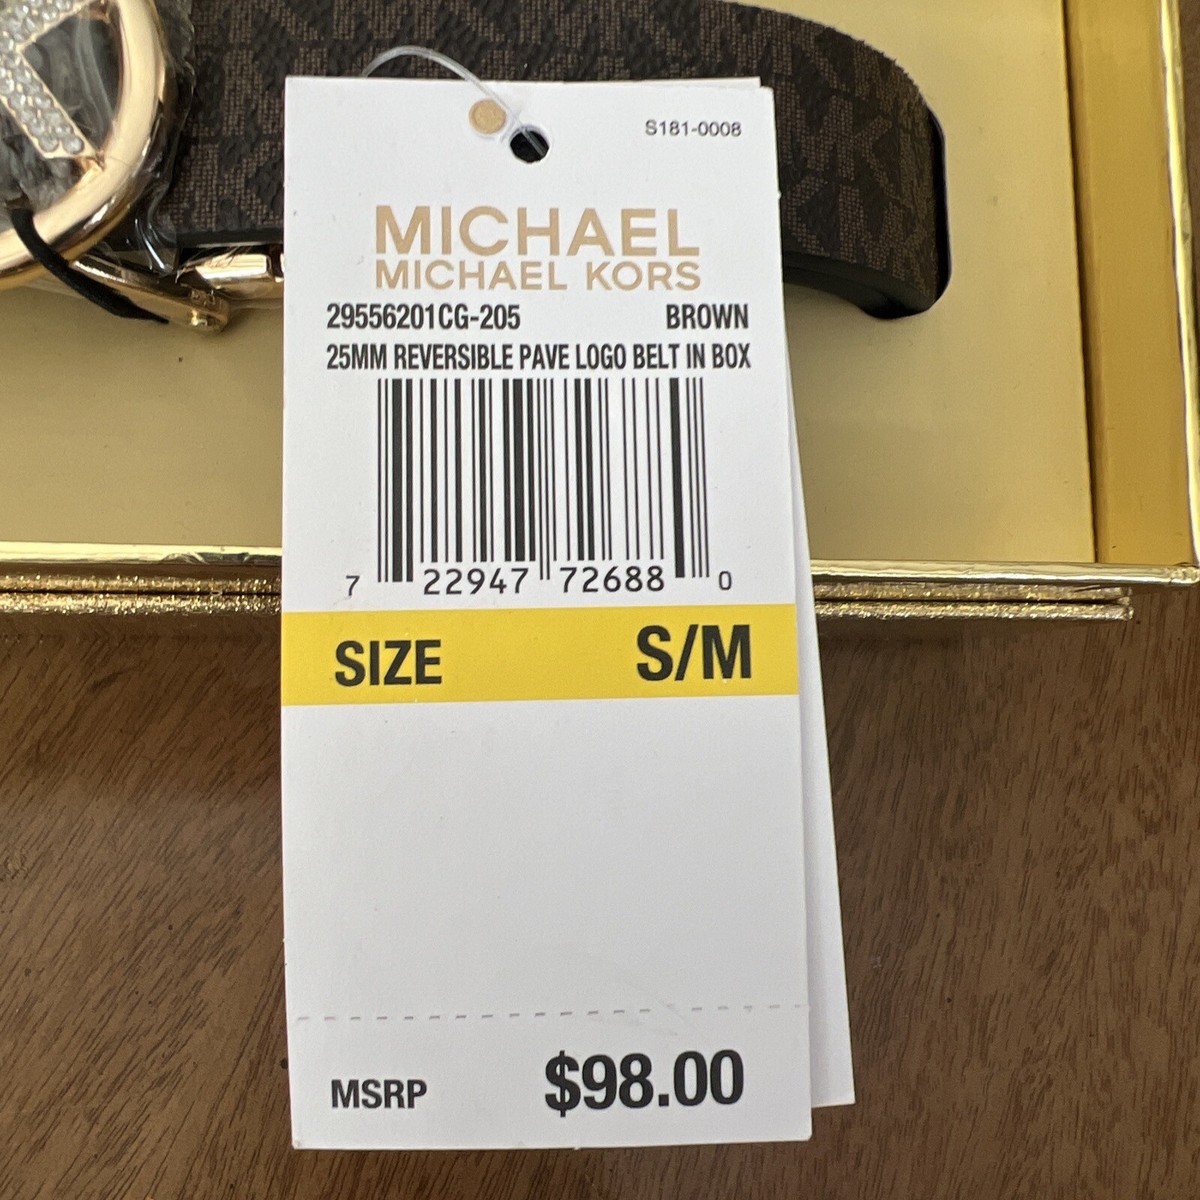 S181-0008
MICHAEL
MICHAEL KORS
29556201CG-205 BROWN
25MM REVERSIBLE PAVE LOGO BELT IN BOX
7 22947 72688 0
SIZE S/M
MSRP $98.00